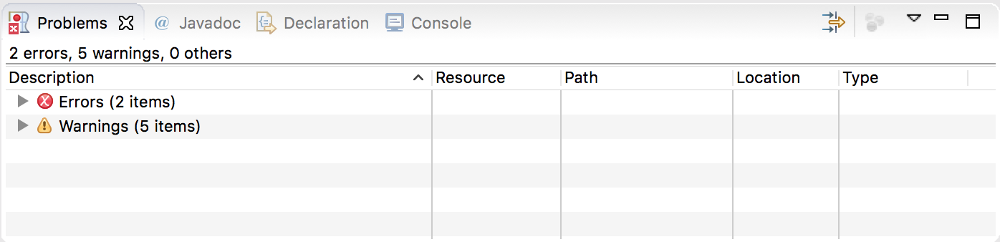 Problems @ Javadoc Declaration Console
2 errors, 5 warnings, 0 others
Description Resource Path Location Type
Errors (2 items)
Warnings (5 items)